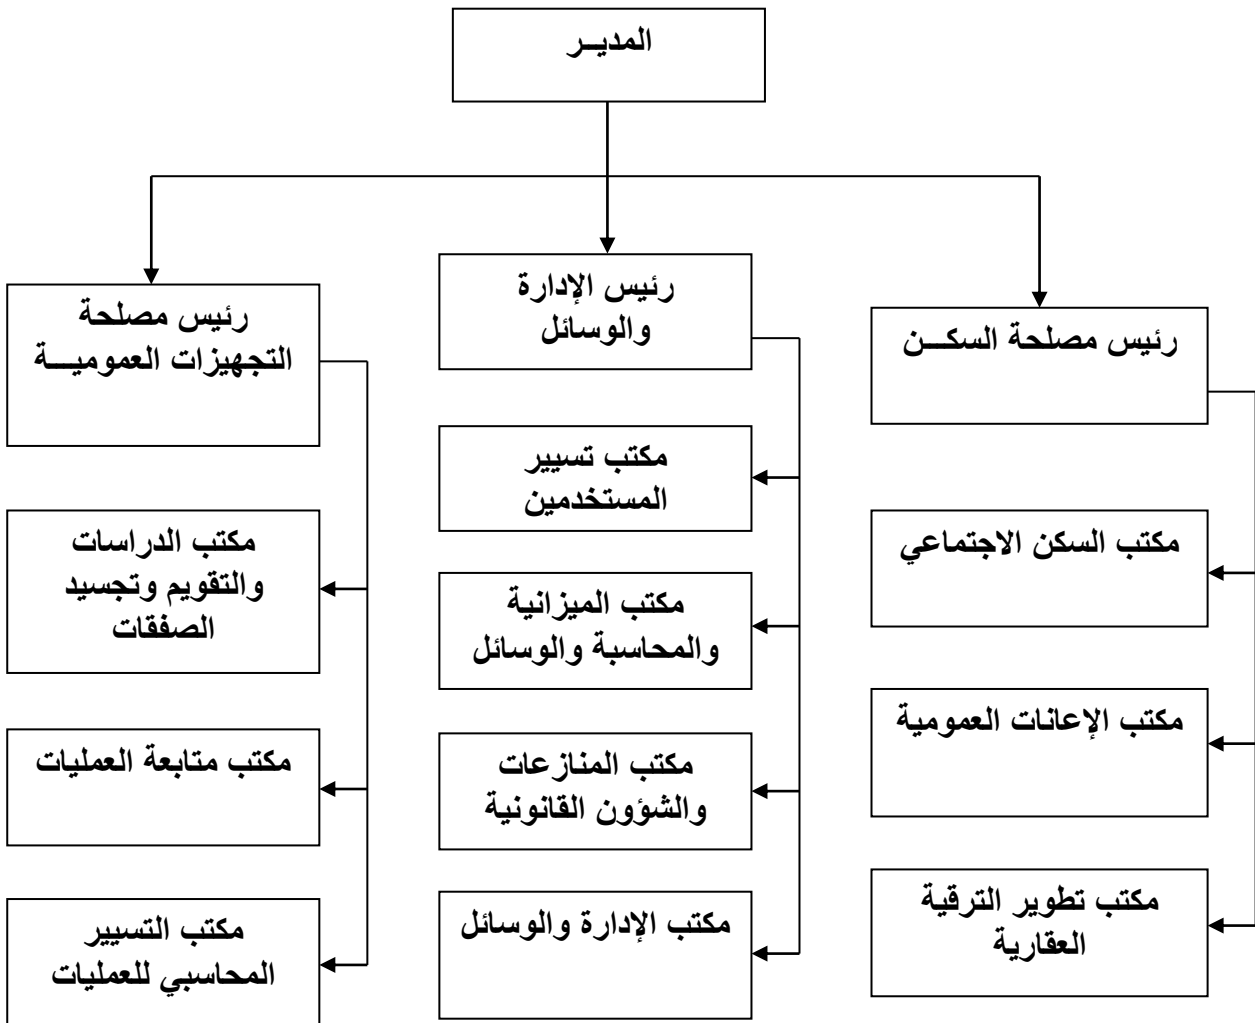 المديــر
رئيس مصلحة السكــن
مكتب السكن الاجتماعي
مكتب الإعانات العمومية
مكتب تطوير الترقية
العقارية
رئيس الإدارة
والوسائل
مكتب تسيير
المستخدمين
مكتب الميزانية
والمحاسبة والوسائل
مكتب المنازعات
والشؤون القانونية
مكتب الإدارة والوسائل
رئيس مصلحة
التجهيزات العموميـــة
مكتب الدراسات
والتقويم وتجسيد
الصفقات
مكتب متابعة العمليات
مكتب التسيير
المحاسبي للعمليات